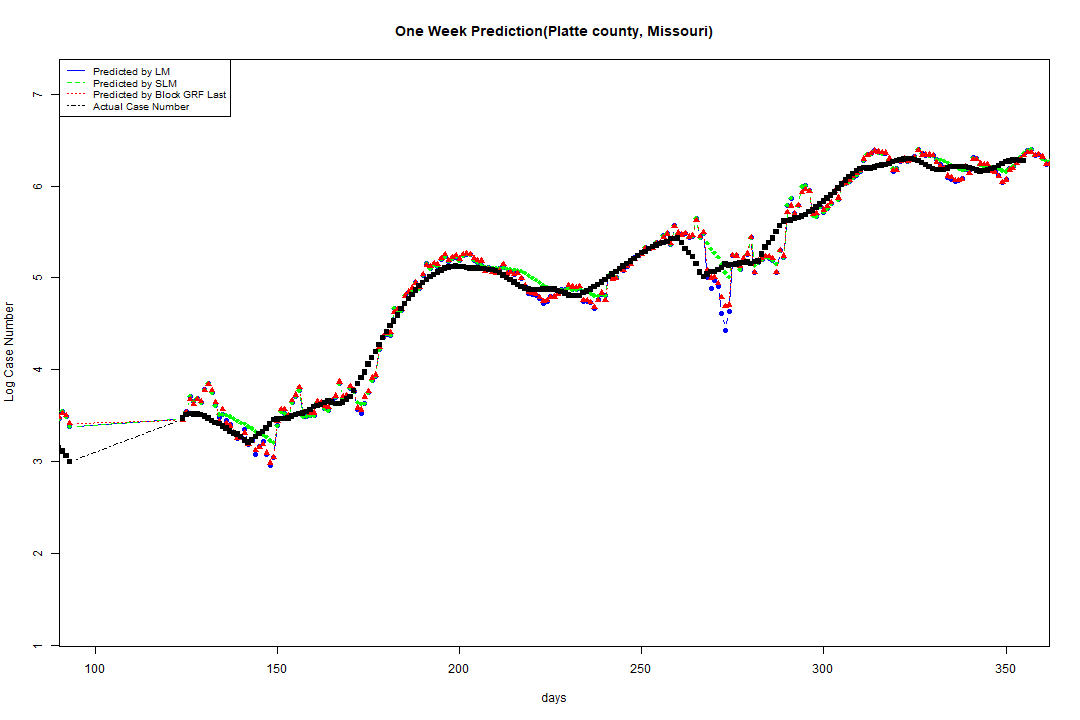 One Week Prediction(Platte county, Missouri)
Predicted by LM
Predicted by SLM
Predicted by Block GRF Last
Actual Case Number
7
6
5
4
3
2
1
Log Case Number
100 150 200 250 300 350
days